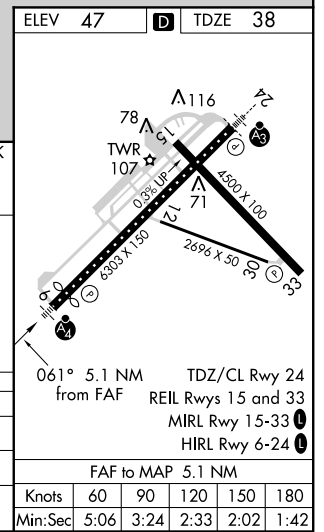 ELEV 47 D TDZE 38
116
24
78
15
P
A3
TWR
107
0.3% UP
4500 X 100
71
12
6303 X 150
2696 X 50
30
P
33
P
6
A4
061° 5.1 NM
from FAF
TDZ/CL Rwy 24
REIL Rwys 15 and 33
MIRL Rwy 15-33 L
HIRL Rwy 6-24 L
FAF to MAP 5.1 NM
Knots 60 90 120 150 180
Min:Sec 5:06 3:24 2:33 2:02 1:42